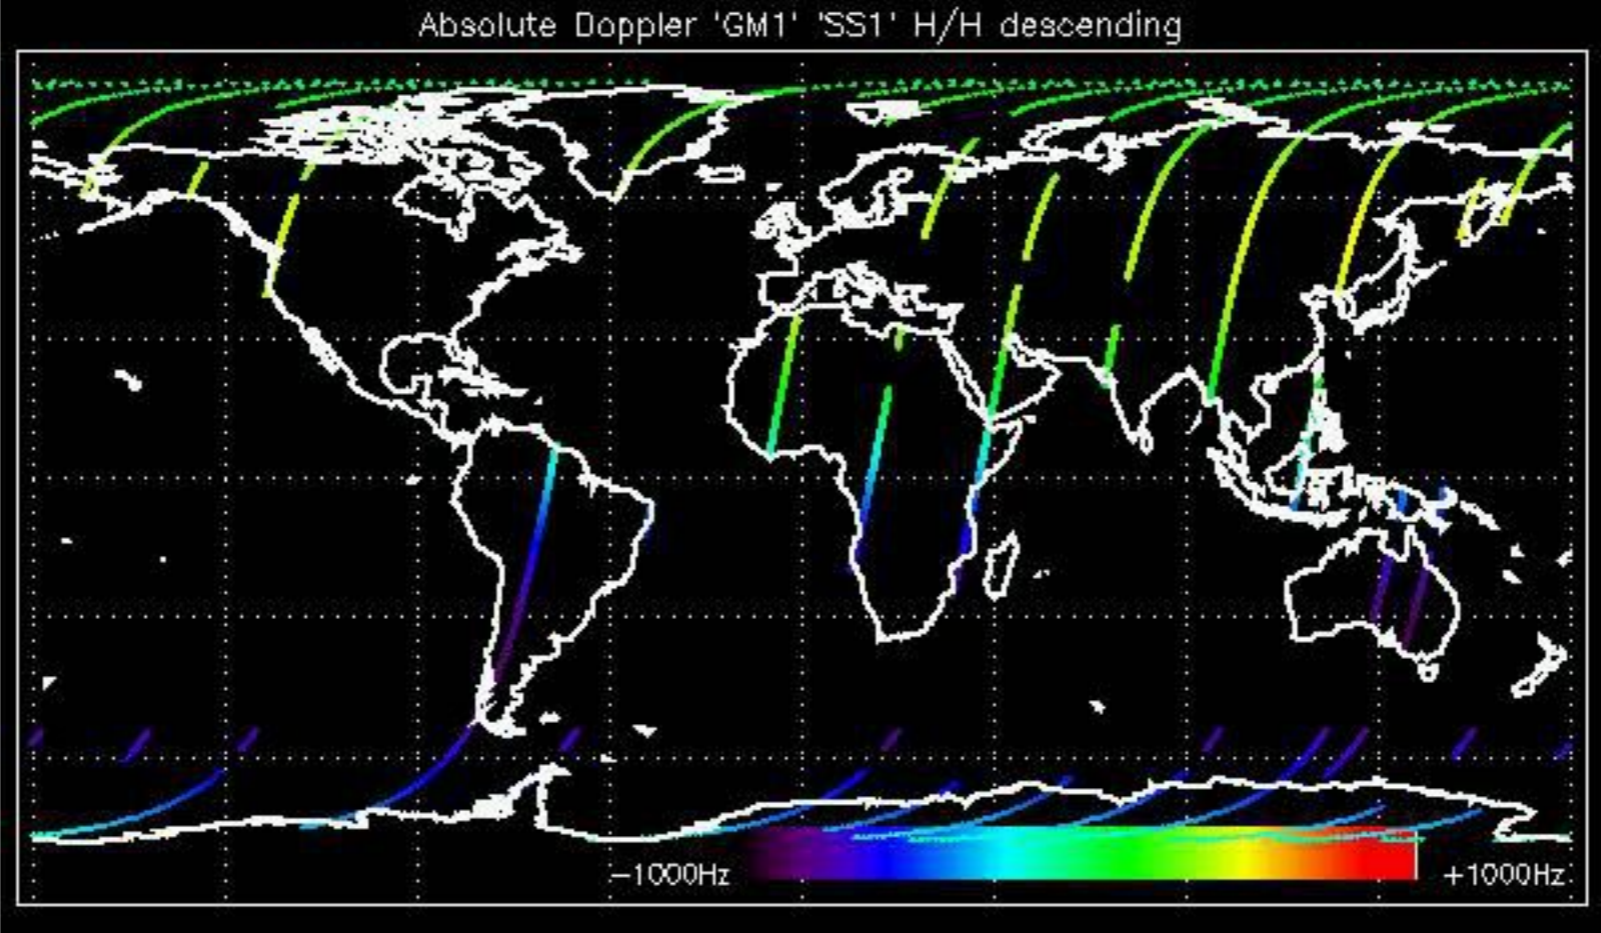 Absolute Doppler 'GM1' 'SS1' H/H descending
−1000Hz
+1000Hz